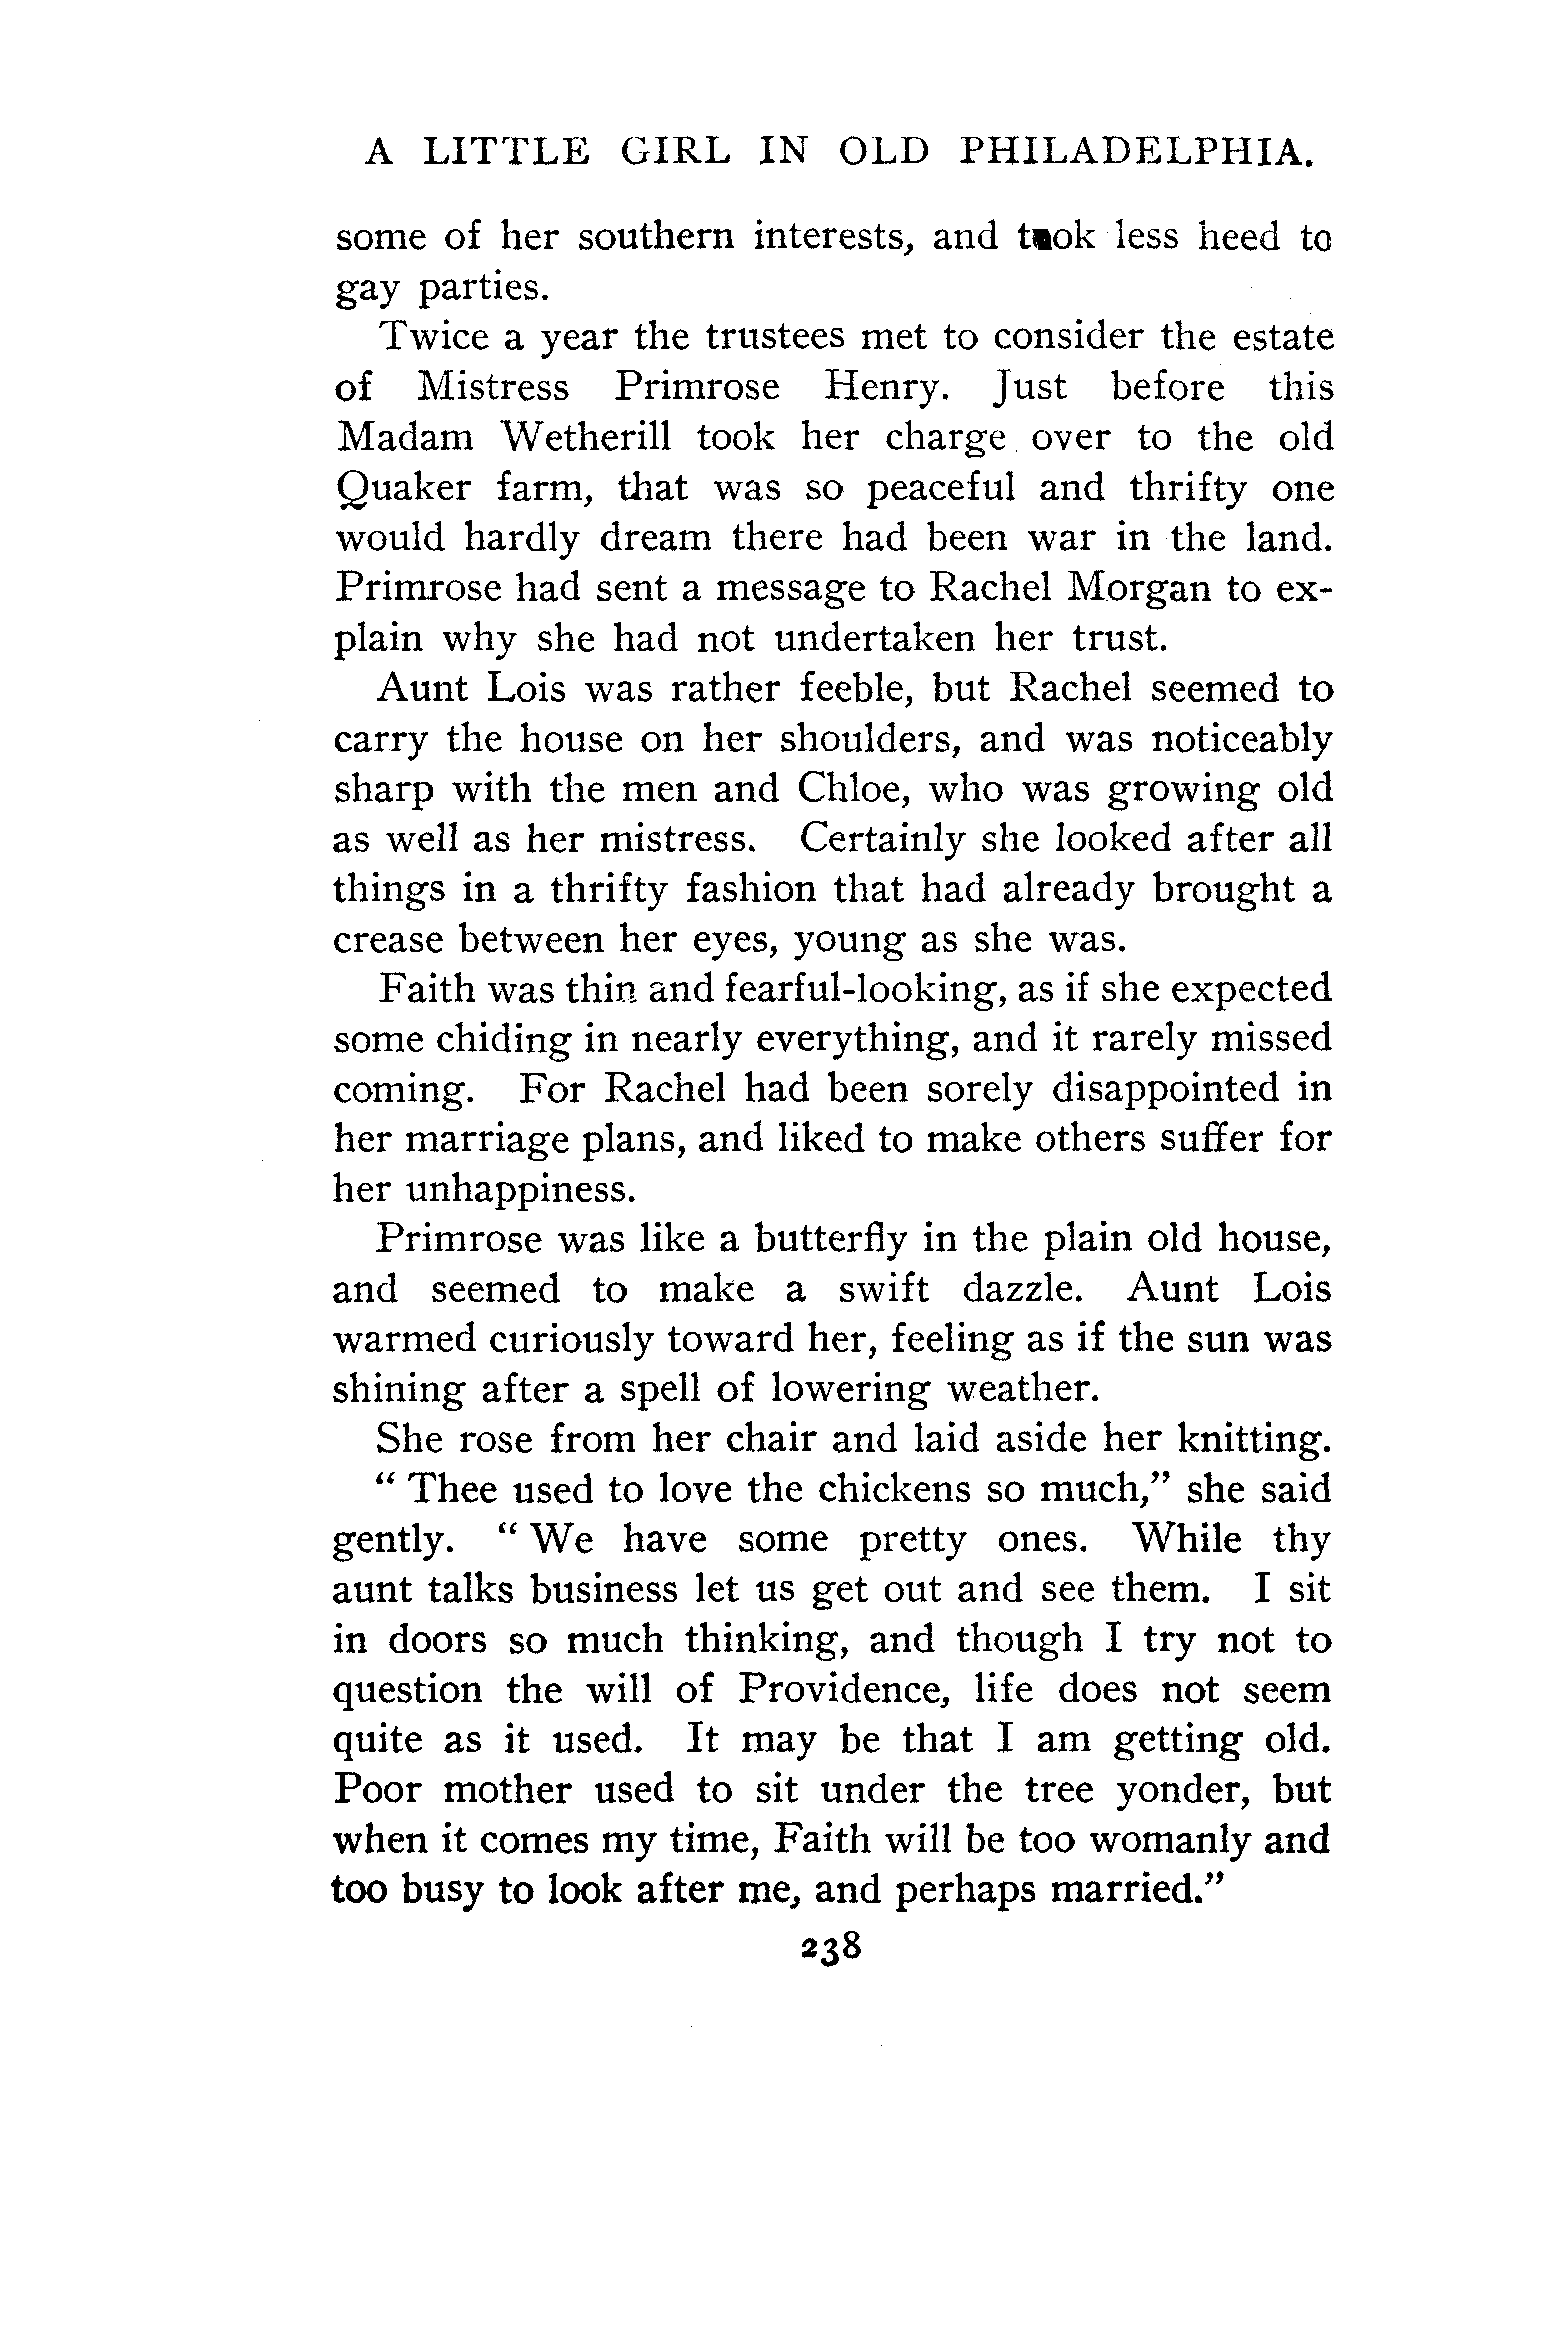 A LITTLE GIRL IN OLD PHILADELPHIA.
some of her southern interests, and took less heed to
gay parties.
Twice a year the trustees met to consider the estate
of Mistress Primrose Henry. Just before this
Madam Wetherill took her charge over to the old
Quaker farm, that was so peaceful and thrifty one
would hardly dream there had been war in the land.
Primrose had sent a message to Rachel Morgan to ex-
plain why she had not undertaken her trust.
Aunt Lois was rather feeble, but Rachel seemed to
carry the house on her shoulders, and was noticeably
sharp with the men and Chloe, who was growing old
as well as her mistress. Certainly she looked after all
things in a thrifty fashion that had already brought a
crease between her eyes, young as she was.
Faith was thin and fearful-looking, as if she expected
some chiding in nearly everything, and it rarely missed
coming. For Rachel had been sorely disappointed in
her marriage plans, and liked to make others suffer for
her unhappiness.
Primrose was like a butterfly in the plain old house,
and seemed to make a swift dazzle. Aunt Lois
warmed curiously toward her, feeling as if the sun was
shining after a spell of lowering weather.
She rose from her chair and laid aside her knitting.
“ Thee used to love the chickens so much,” she said
gently. “ We have some pretty ones. While thy
aunt talks business let us get out and see them. I sit
in doors so much thinking, and though I try not to
question the will of Providence, life does not seem
quite as it used. It may be that I am getting old.
Poor mother used to sit under the tree yonder, but
when it comes my time, Faith will be too womanly and
too busy to look after me, and perhaps married.”
238